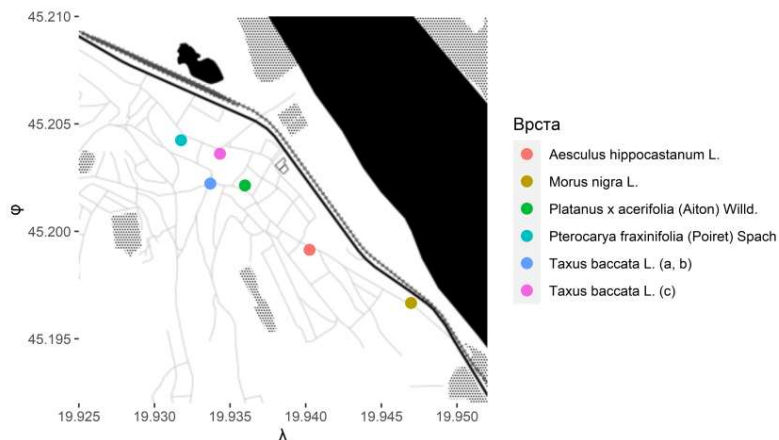 45.210
45.205
45.200
45.195
φ
19.925 19.930 19.935 19.940 19.945 19.950
λ
Врста
Aesculus hippocastanum L.
Morus nigra L.
Platanus x acerifolia (Aiton) Willd.
Pterocarya fraxinifolia (Poiret) Spach
Taxus baccata L. (a, b)
Taxus baccata L. (c)